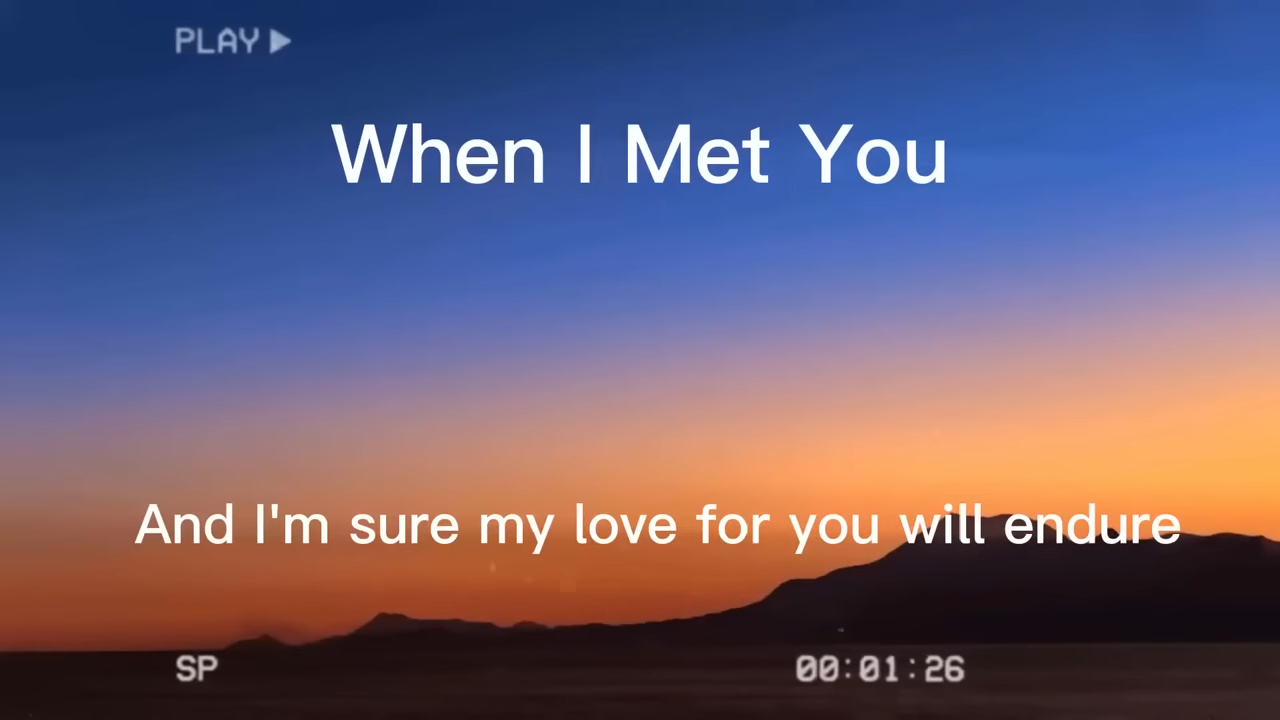 PLAY ▶
When I Met You
And I'm sure my love for you will endure
SP
00:01:26